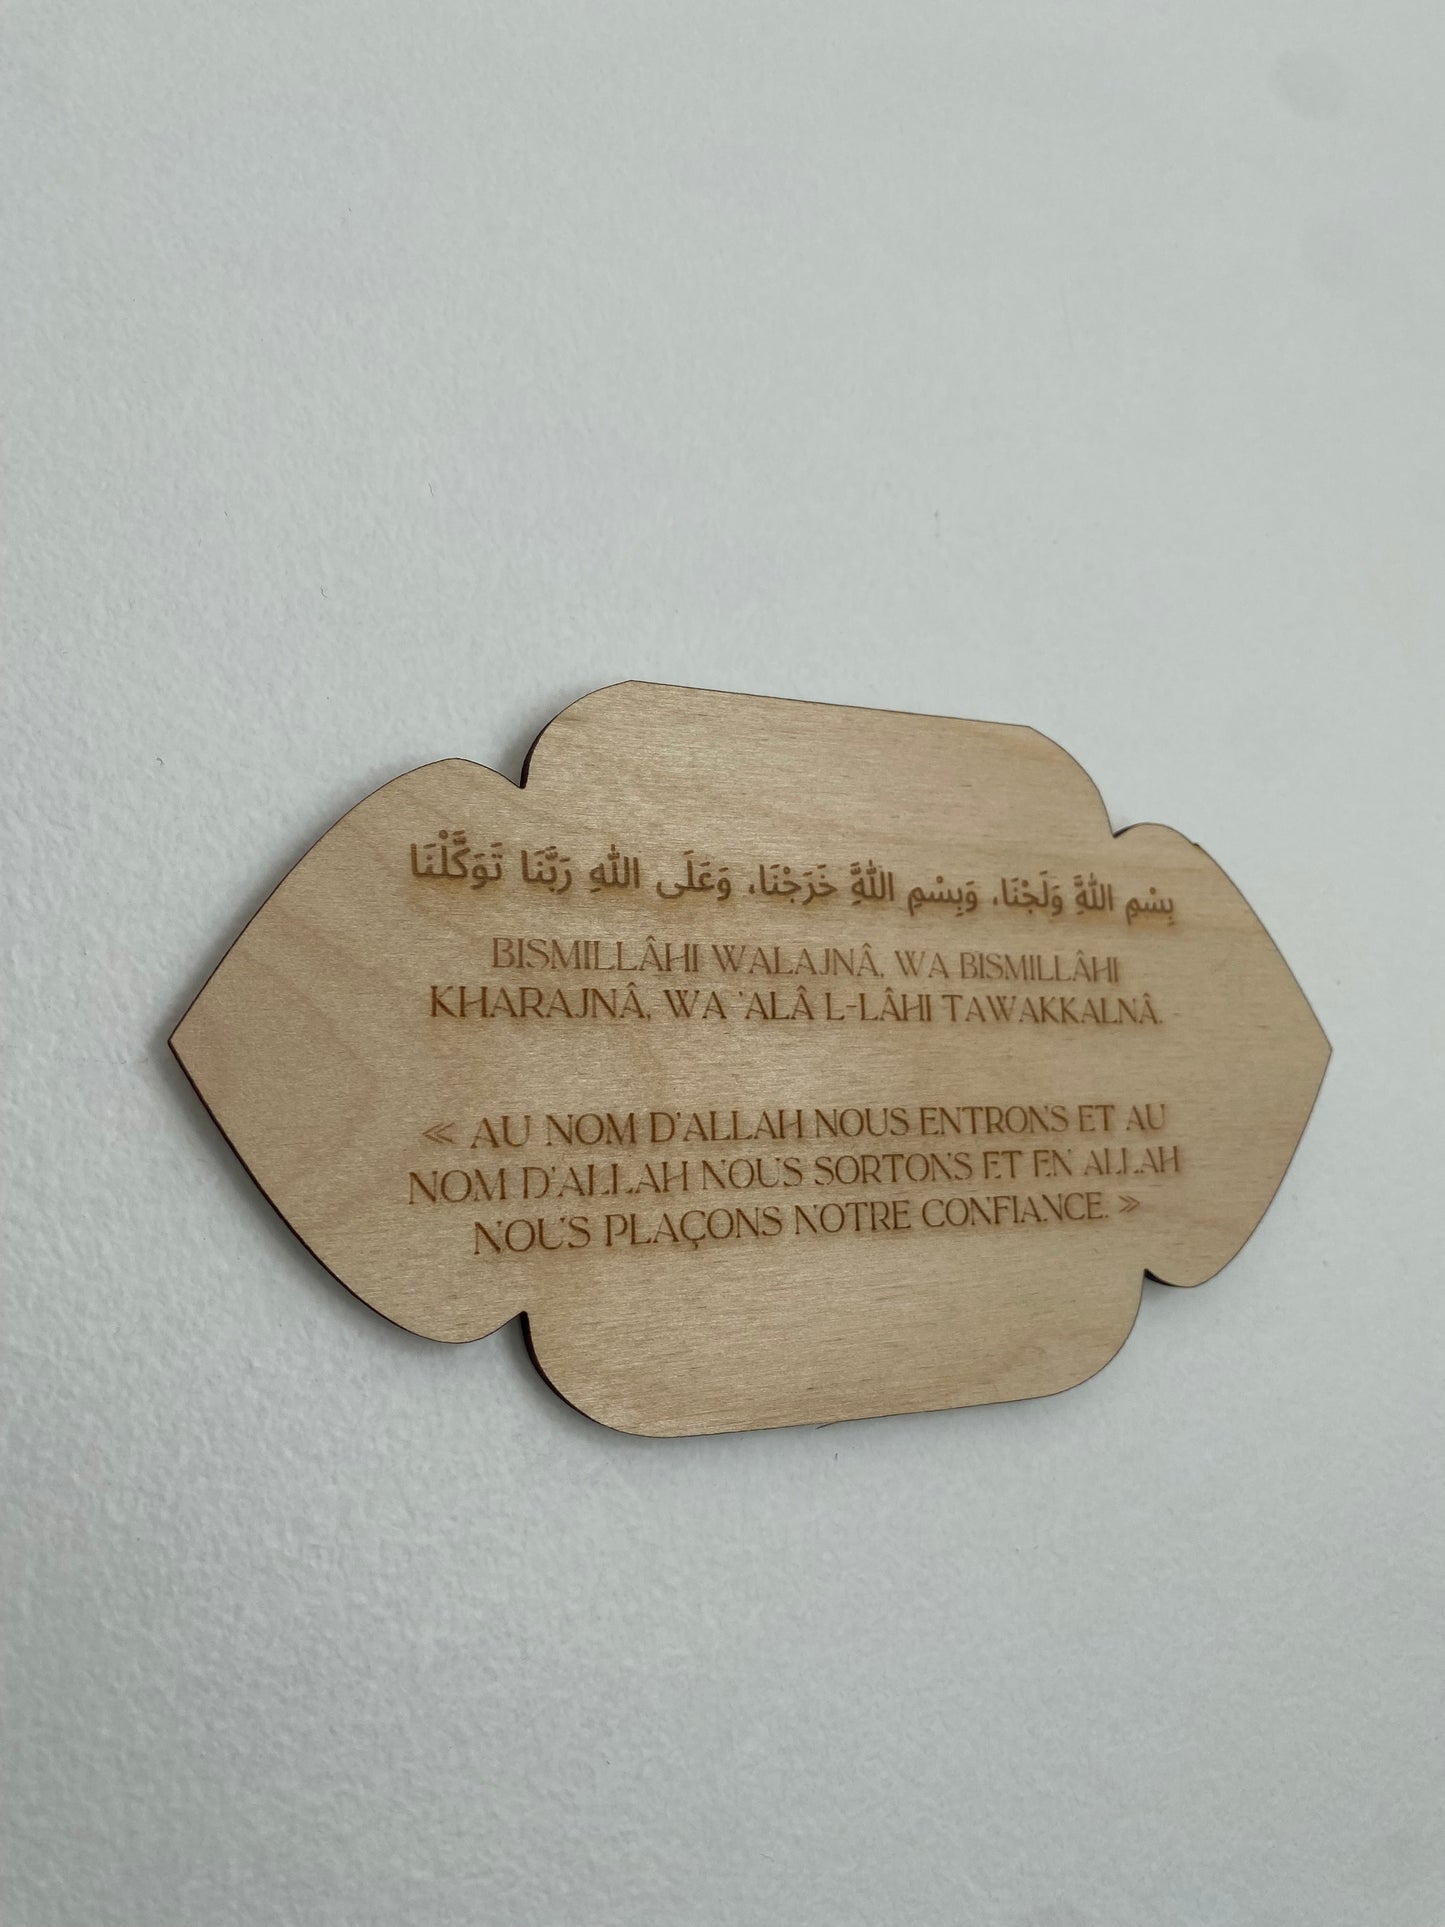 بِسْمِ اللَّهِ وَلَجْنَا، وَبِسْمِ اللَّهِ خَرَجْنَا، وَعَلَى اللهِ رَبَّنَا تَوَكَّلْنَا
BISMILLÂHI WALAJNÂ, WA BISMILLÂHI
KHARAJNÂ, WA 'ALÂ L-LÂHI TAWAKKALNÂ.
« AU NOM D'ALLAH NOUS ENTRONS ET AU
NOM D'ALLAH NOUS SORTONS ET EN ALLAH
NOUS PLAÇONS NOTRE CONFIANCE. »